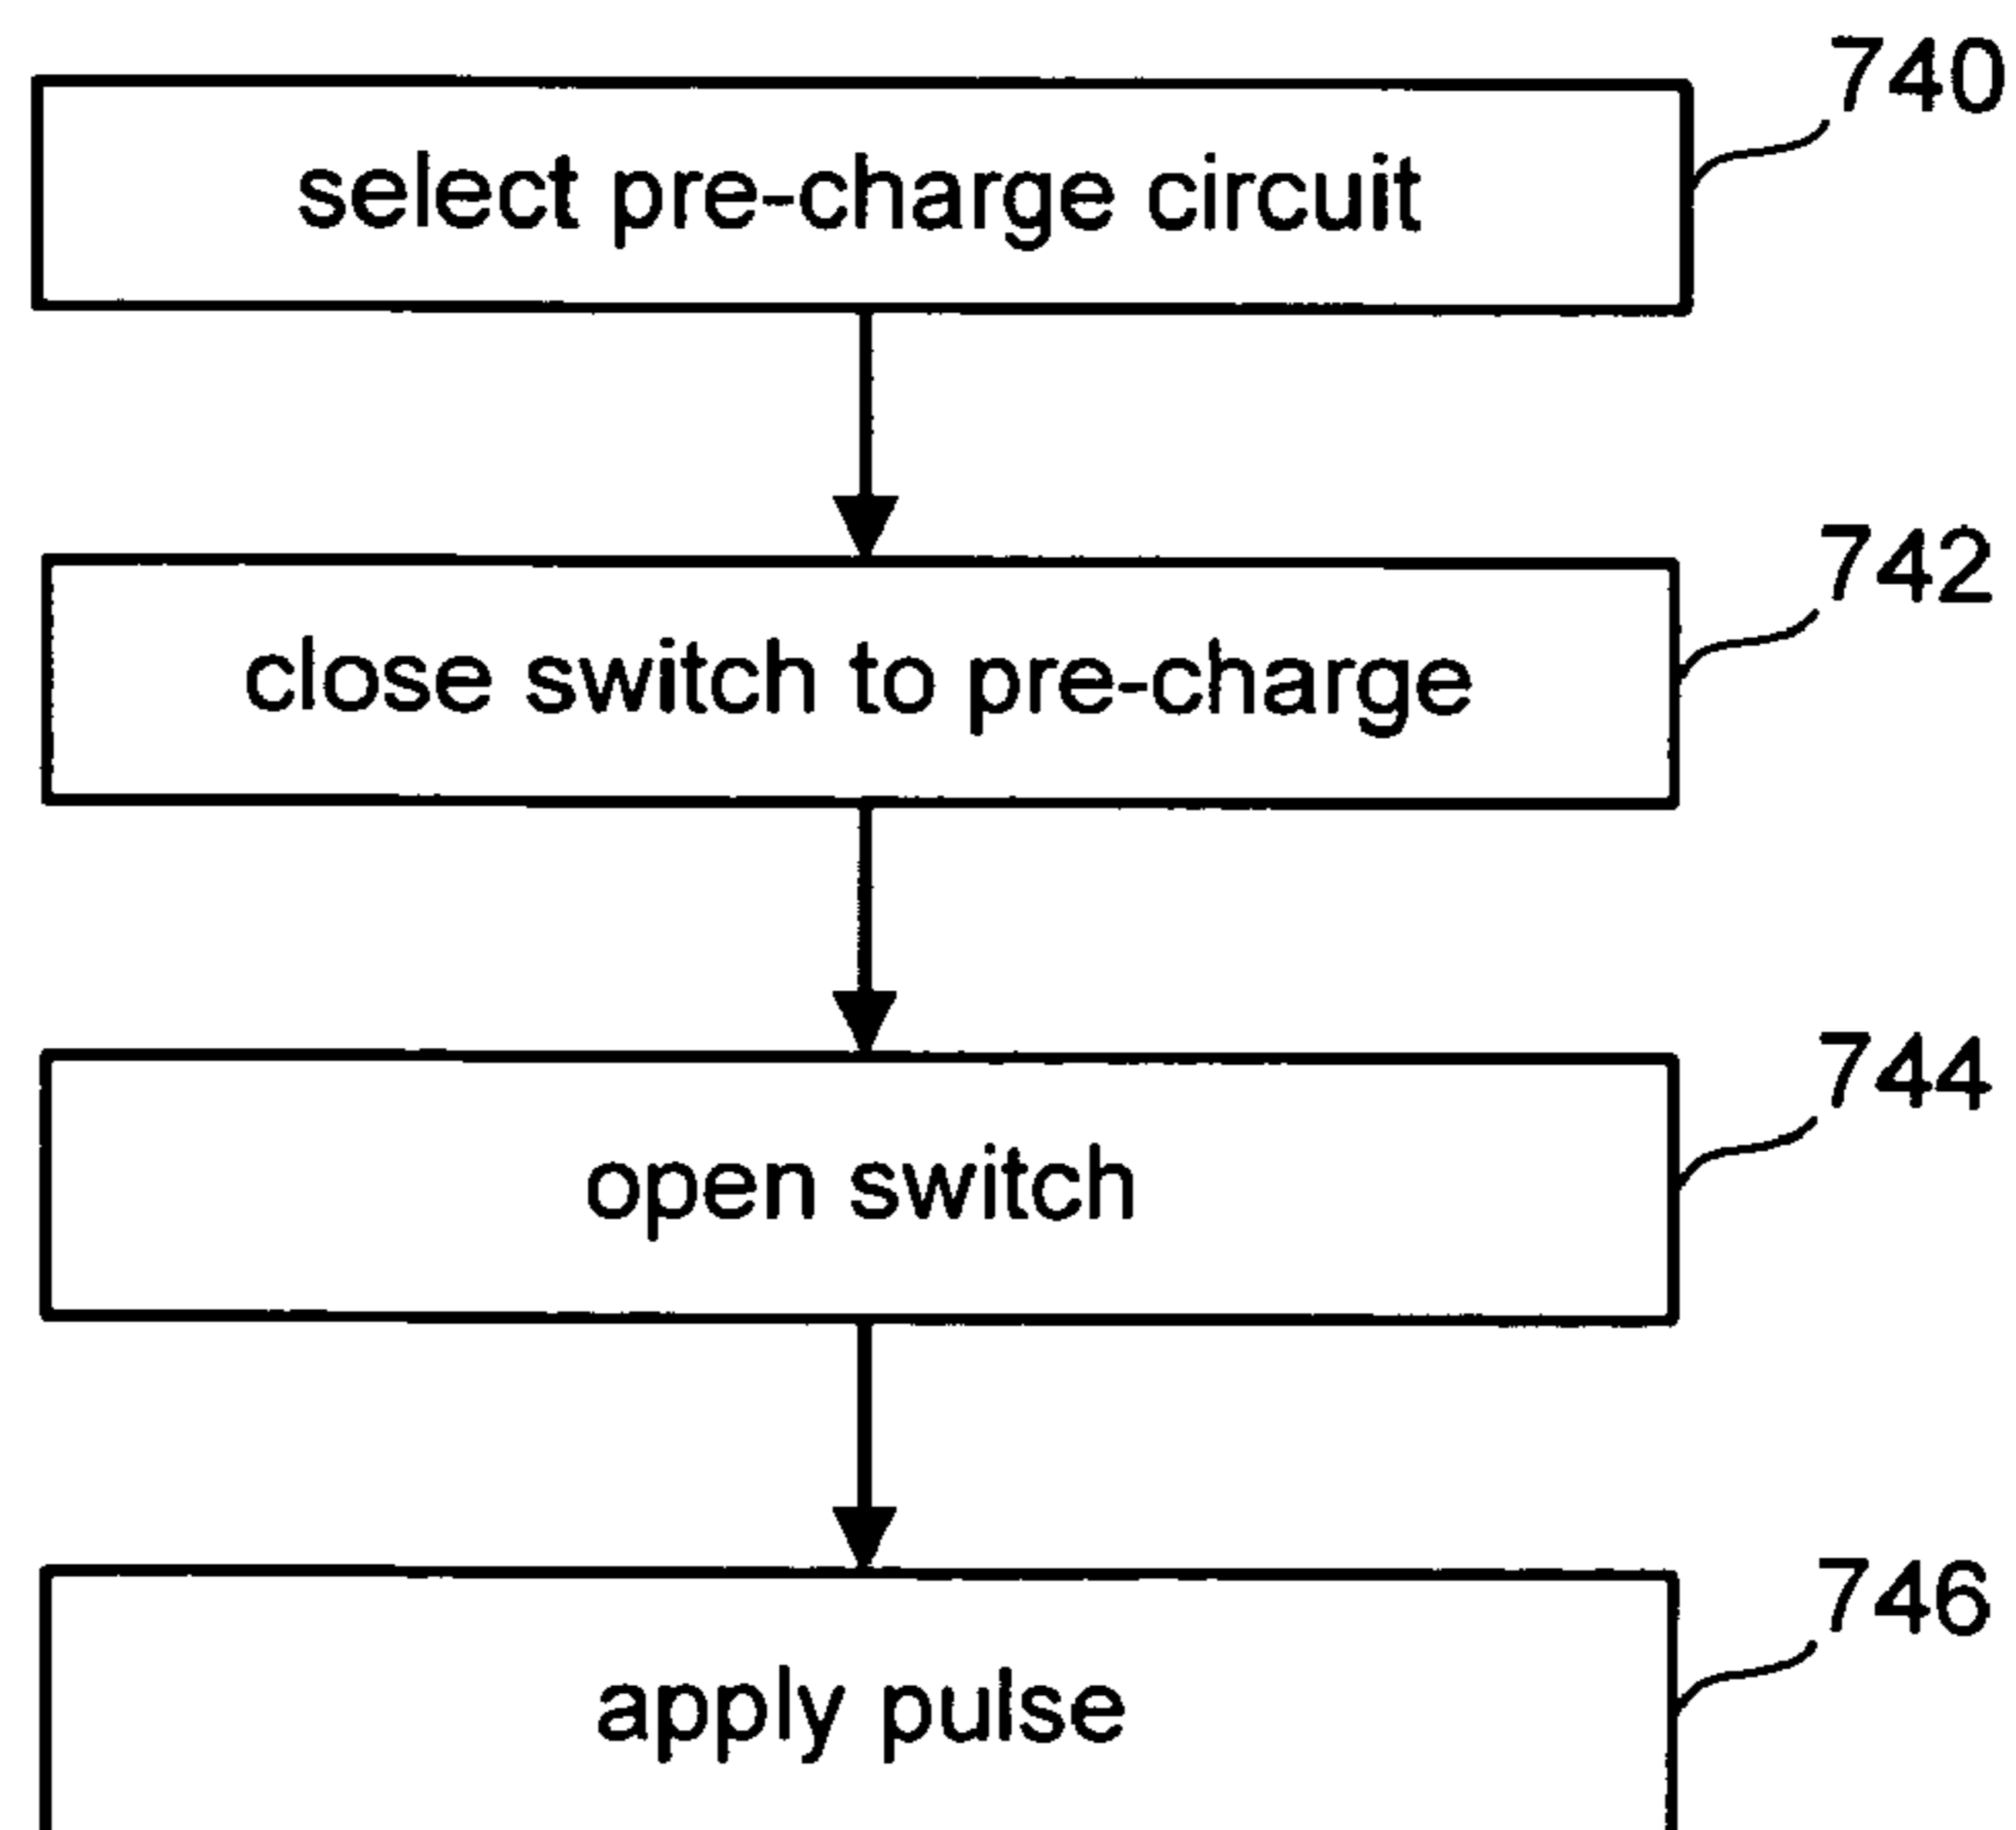 740
select pre-charge circuit
742
close switch to pre-charge
744
open switch
746
apply pulse